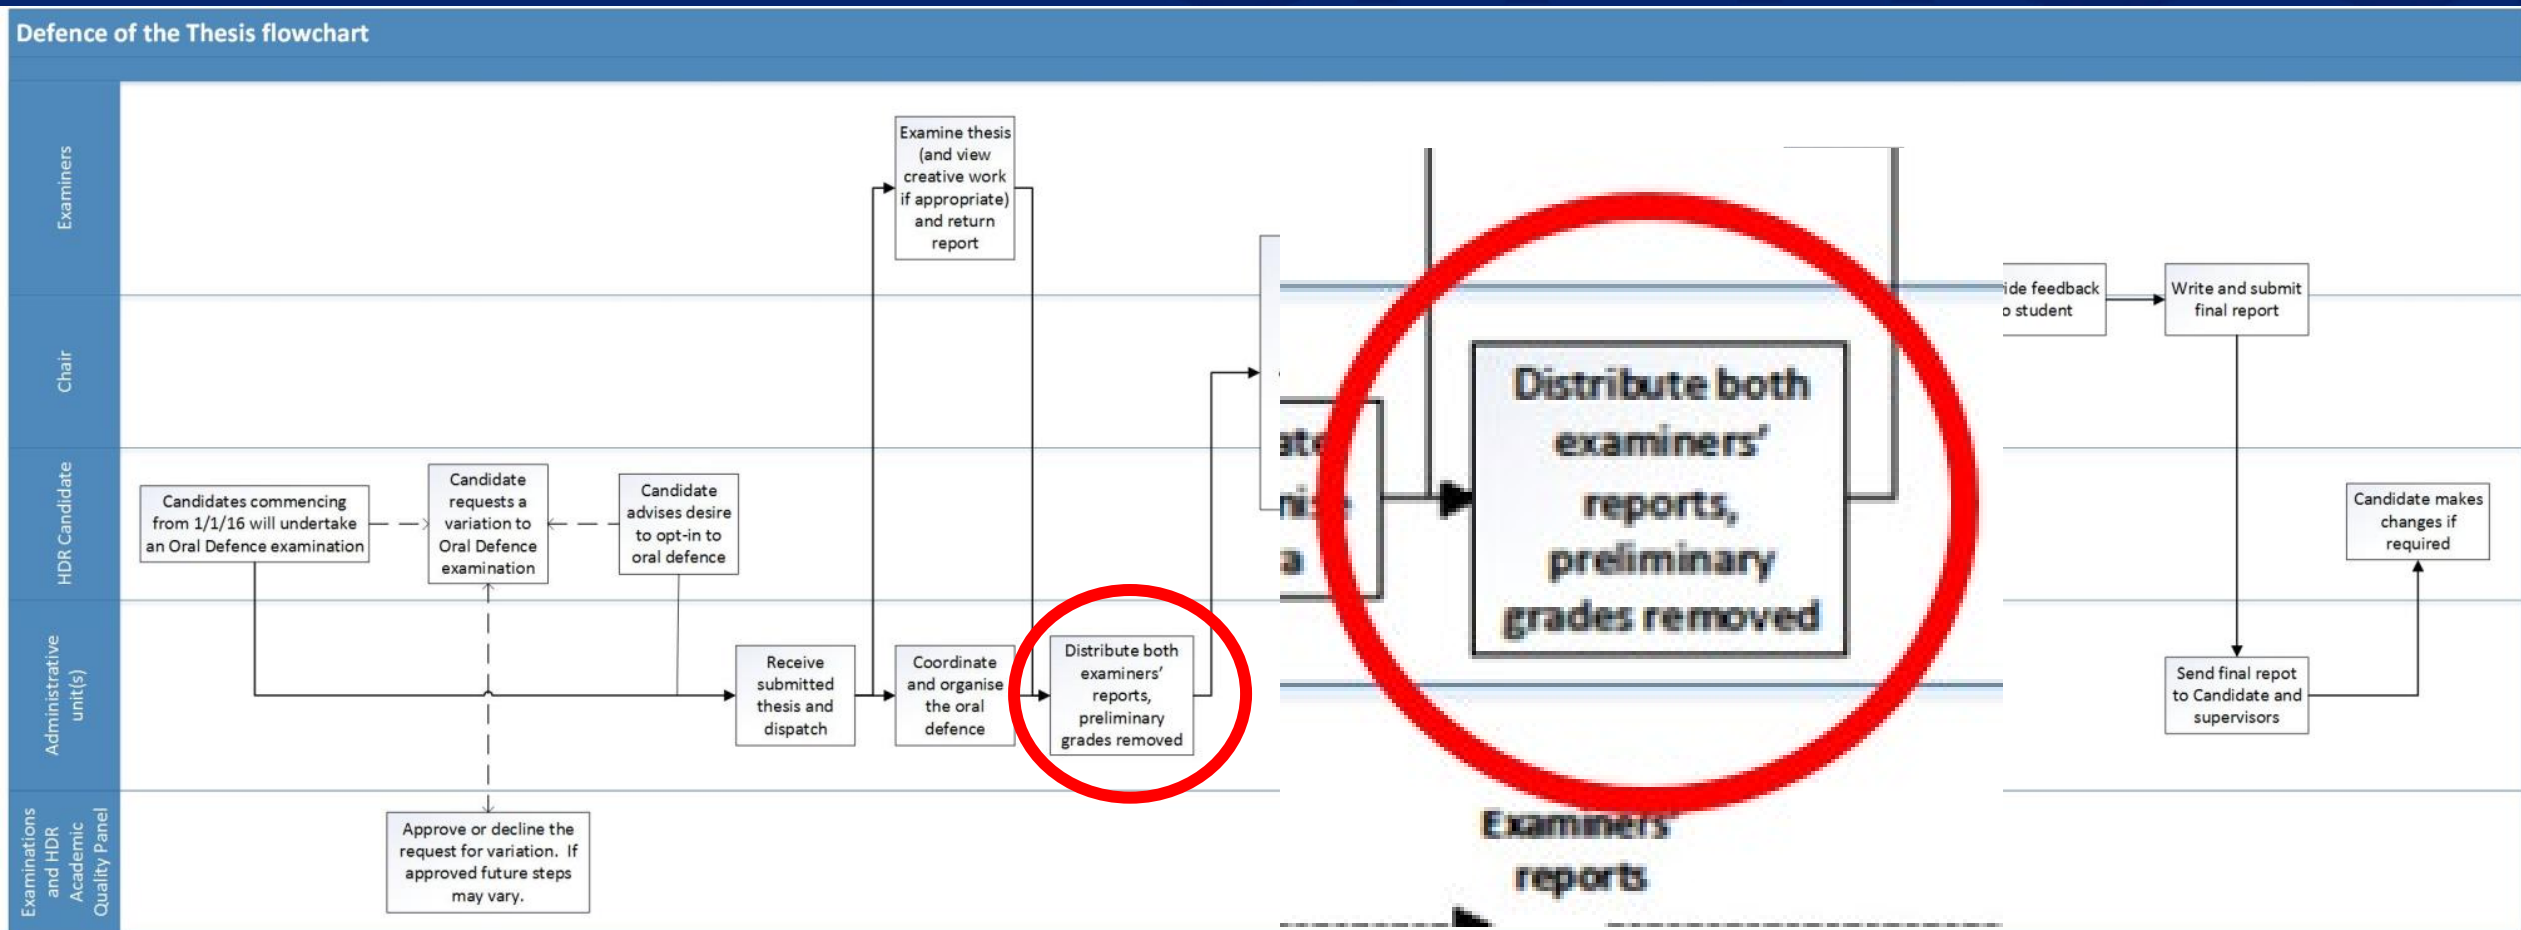 Defence of the Thesis flowchart
Examiners
Chair
HDR Candidate
Administrative
unit(s)
Examinations
and HDR
Academic
Quality Panel
Candidates commencing
from 1/1/16 will undertake
an Oral Defence examination
Candidate
requests a
variation to
Oral Defence
examination
Candidate
advises desire
to opt-in to
oral defence
Approve or decline the
request for variation. If
approved future steps
may vary.
Receive
submitted
thesis and
dispatch
Examine thesis
(and view
creative work
if appropriate)
and return
report
Coordinate
and organise
the oral
defence
Distribute both
examiners'
reports,
preliminary
grades removed
Distribute both
examiners'
reports,
preliminary
grades removed
Examiners'
reports
feedback
student
Write and submit
final report
Send final repot
to Candidate and
supervisors
Candidate makes
changes if
required